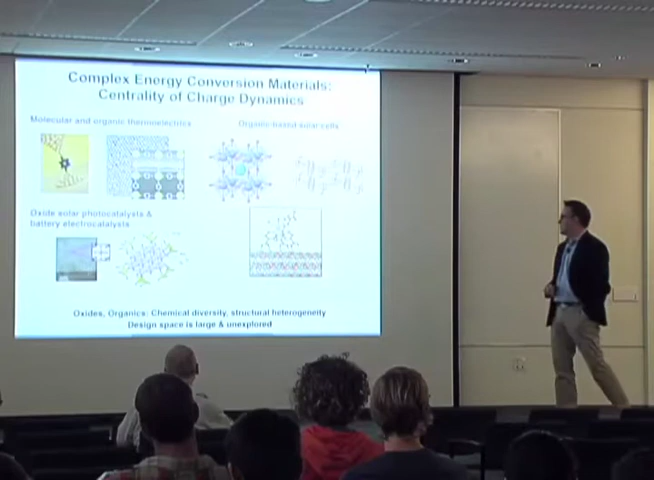 Complex Energy Conversion Materials:
Centrality of Charge Dynamics
Molecular and organic thermoelectrics
Organic-based solar cells
Oxide solar photocatalysts &
battery electrocatalysts
Oxides, Organics: Chemical diversity, structural heterogeneity
Design space is large & unexplored